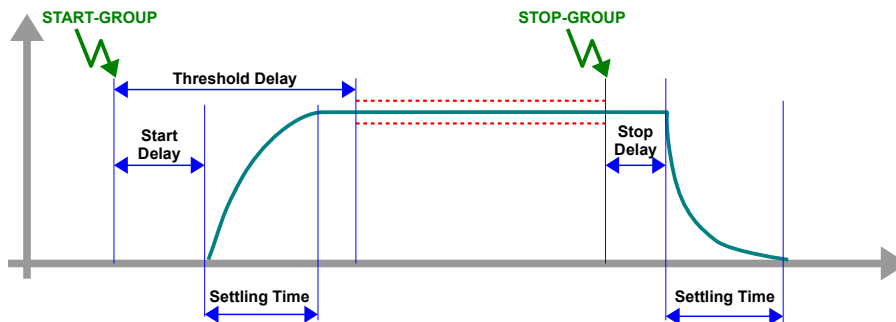 START-GROUP
STOP-GROUP
Threshold Delay
Start
Delay
Stop
Delay
Settling Time
Settling Time